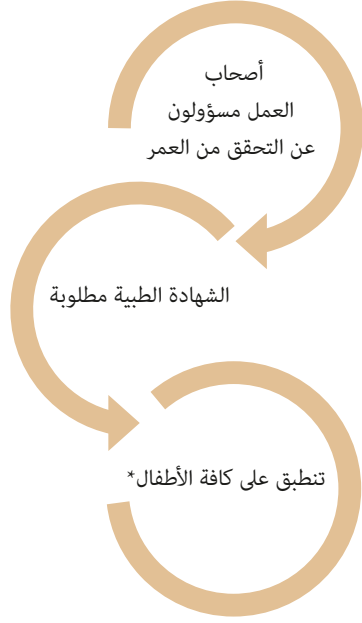 أصحاب
العمل مسؤولون
عن التحقق من العمر
الشهادة الطبية مطلوبة
تنطبق على كافة الأطفال*